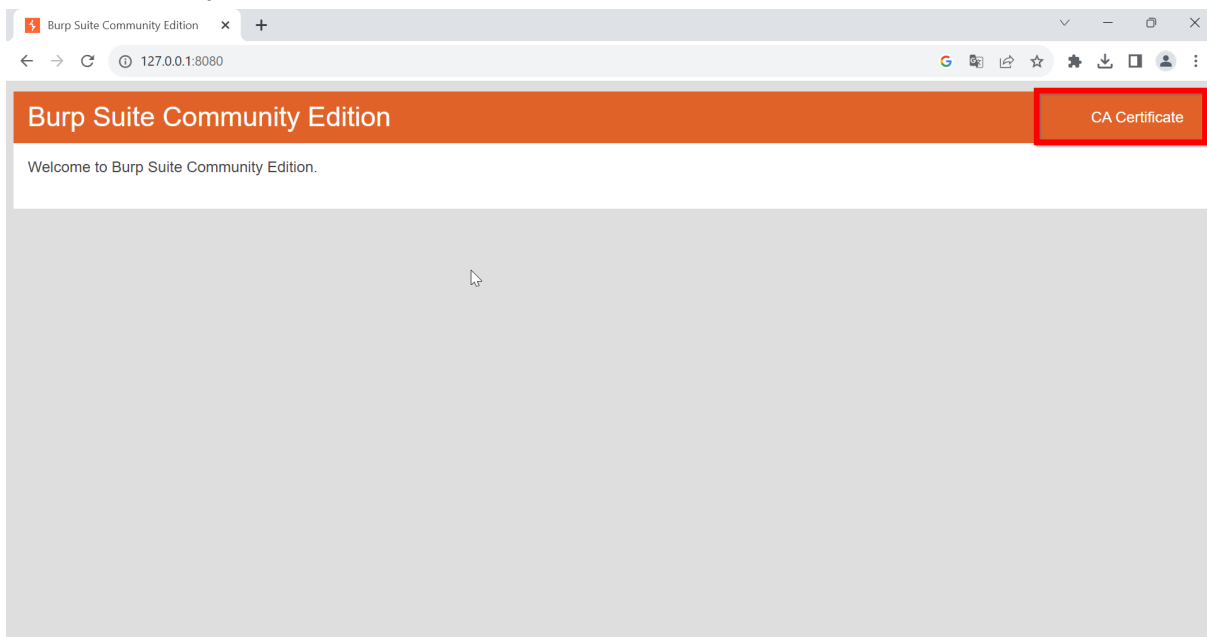 Burp Suite Community Edition
127.0.0.1:8080
Burp Suite Community Edition
CA Certificate
Welcome to Burp Suite Community Edition.